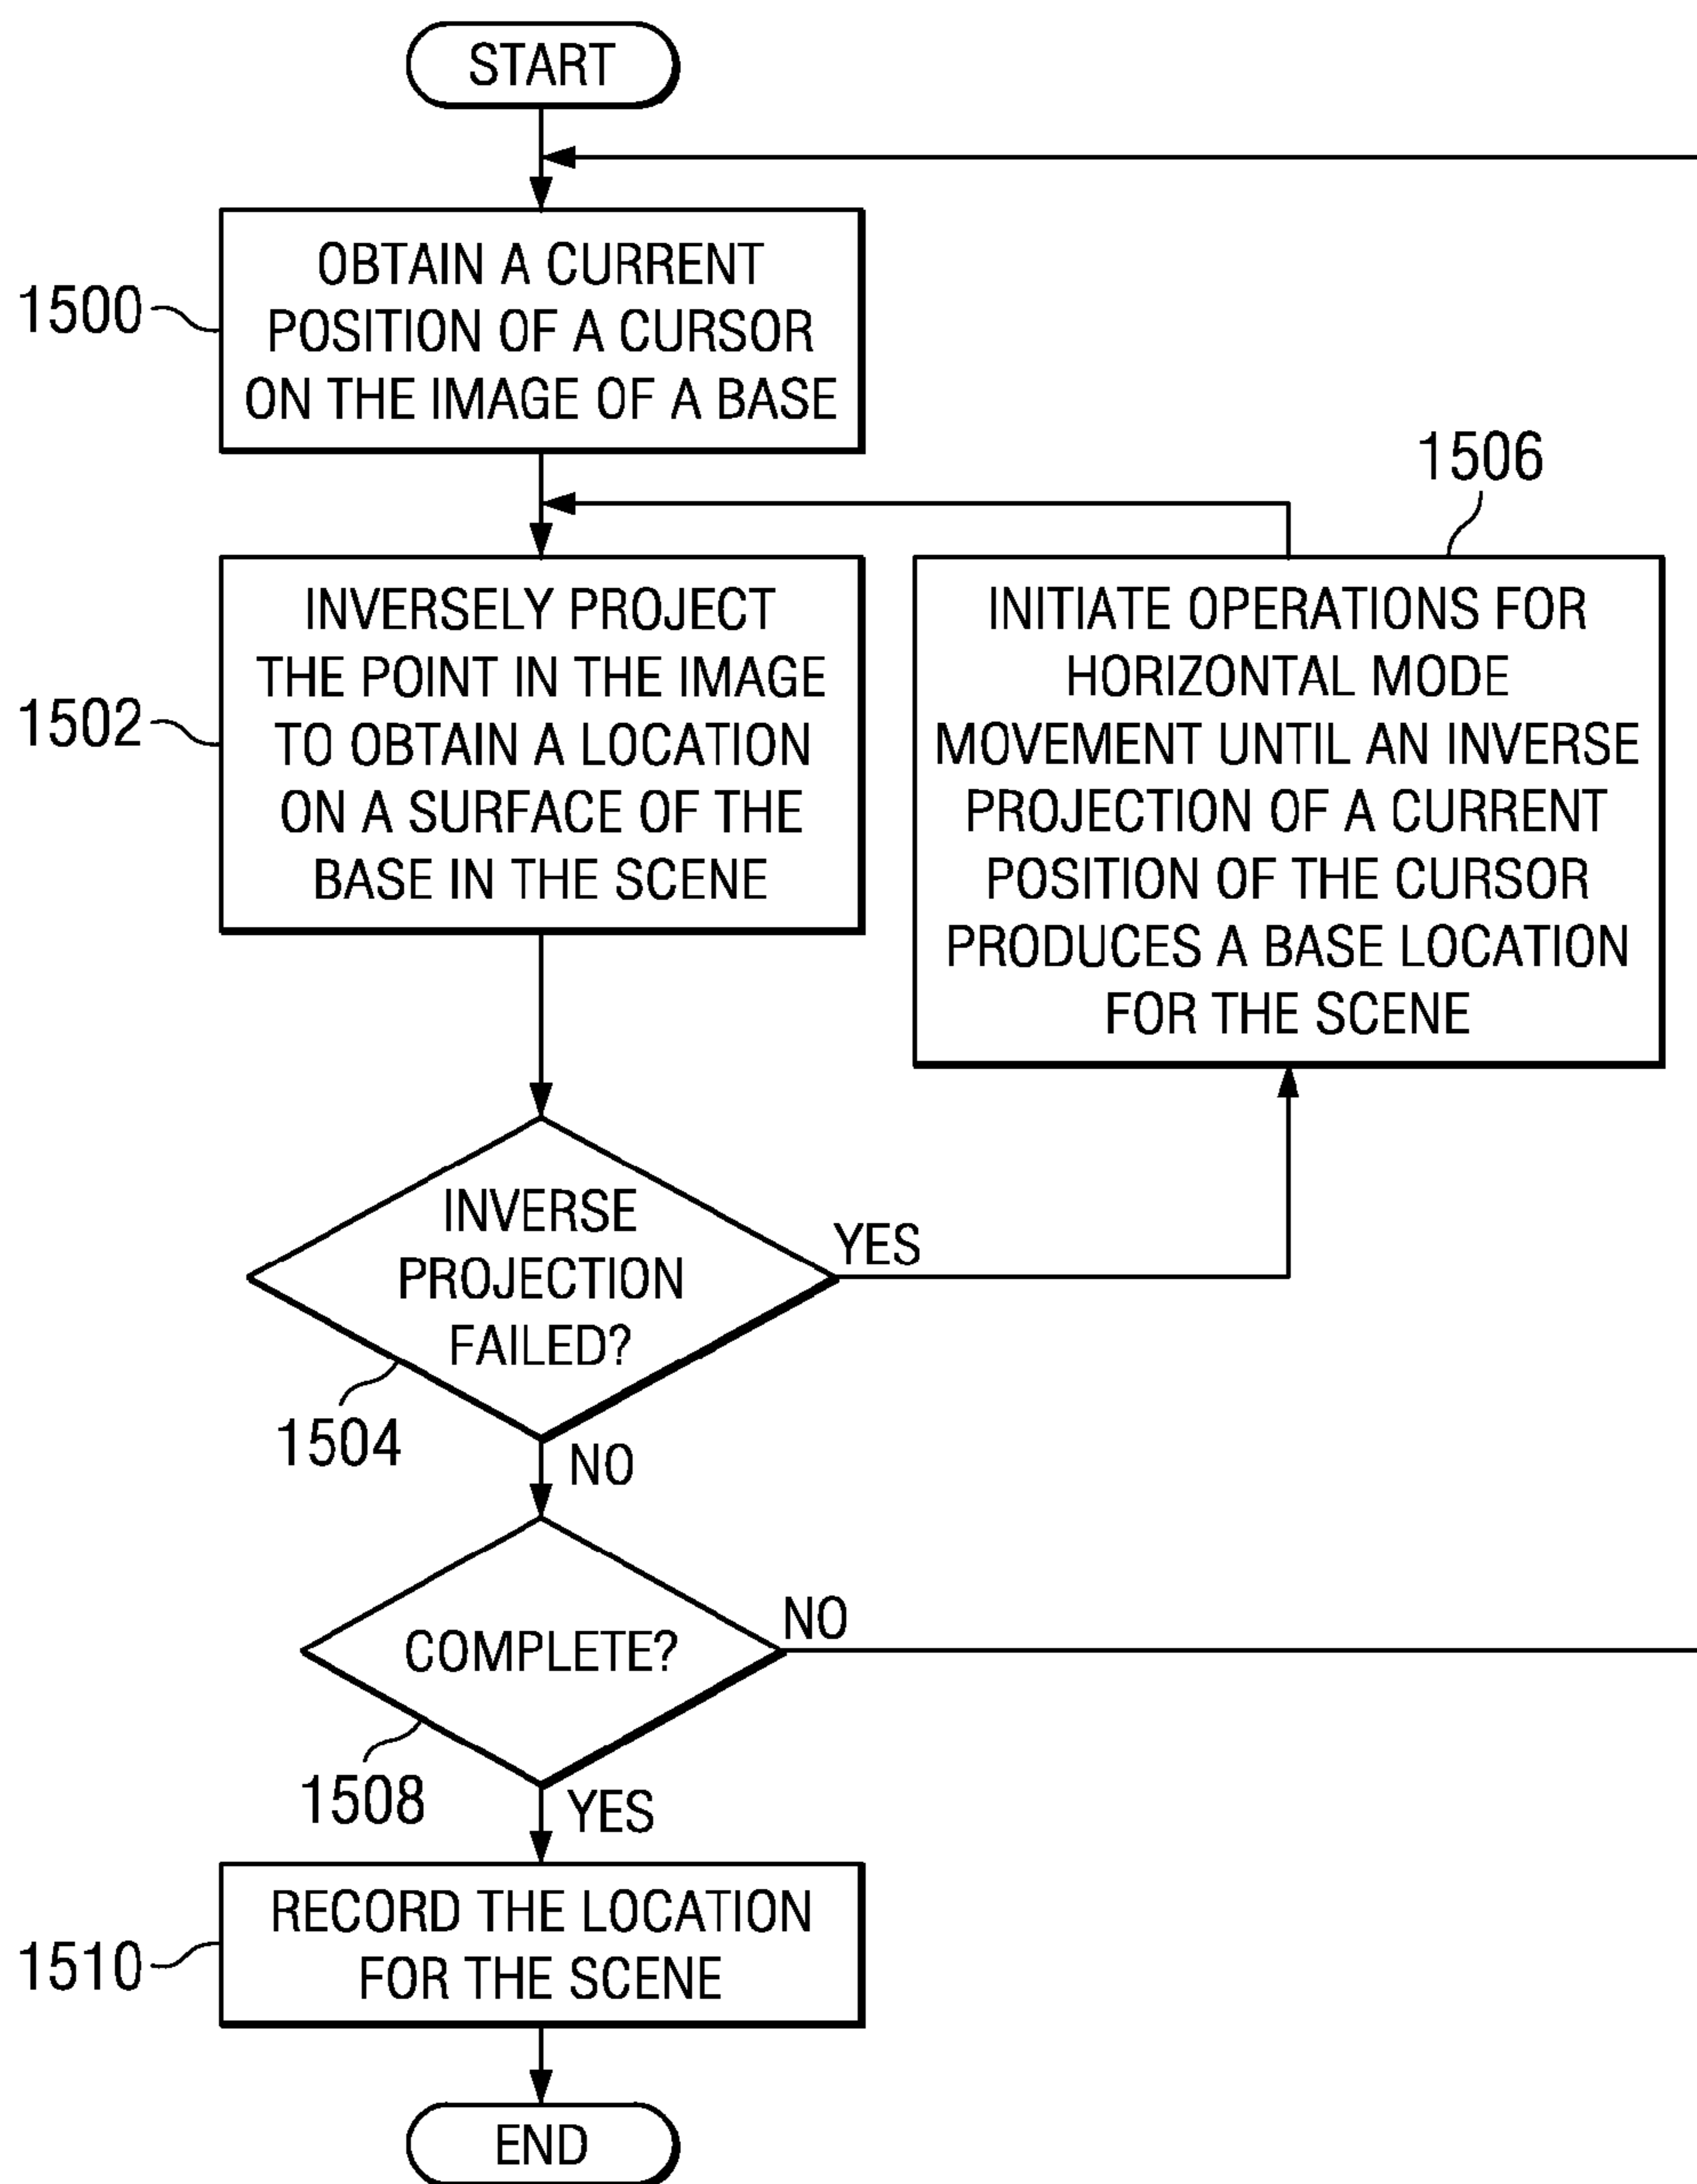 START
1500
OBTAIN A CURRENT
POSITION OF A CURSOR
ON THE IMAGE OF A BASE
1502
INVERSELY PROJECT
THE POINT IN THE IMAGE
TO OBTAIN A LOCATION
ON A SURFACE OF THE
BASE IN THE SCENE
1506
INITIATE OPERATIONS FOR
HORIZONTAL MODE
MOVEMENT UNTIL AN INVERSE
PROJECTION OF A CURRENT
POSITION OF THE CURSOR
PRODUCES A BASE LOCATION
FOR THE SCENE
INVERSE
PROJECTION
FAILED?
YES
1504
NO
COMPLETE?
NO
1508
YES
1510
RECORD THE LOCATION
FOR THE SCENE
END